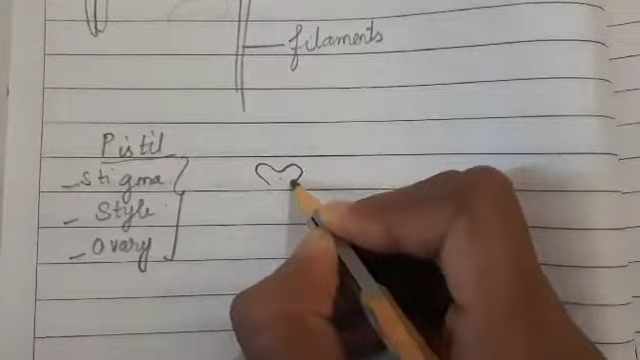 filaments
Pistil
- Stigma
- Style
- Ovary